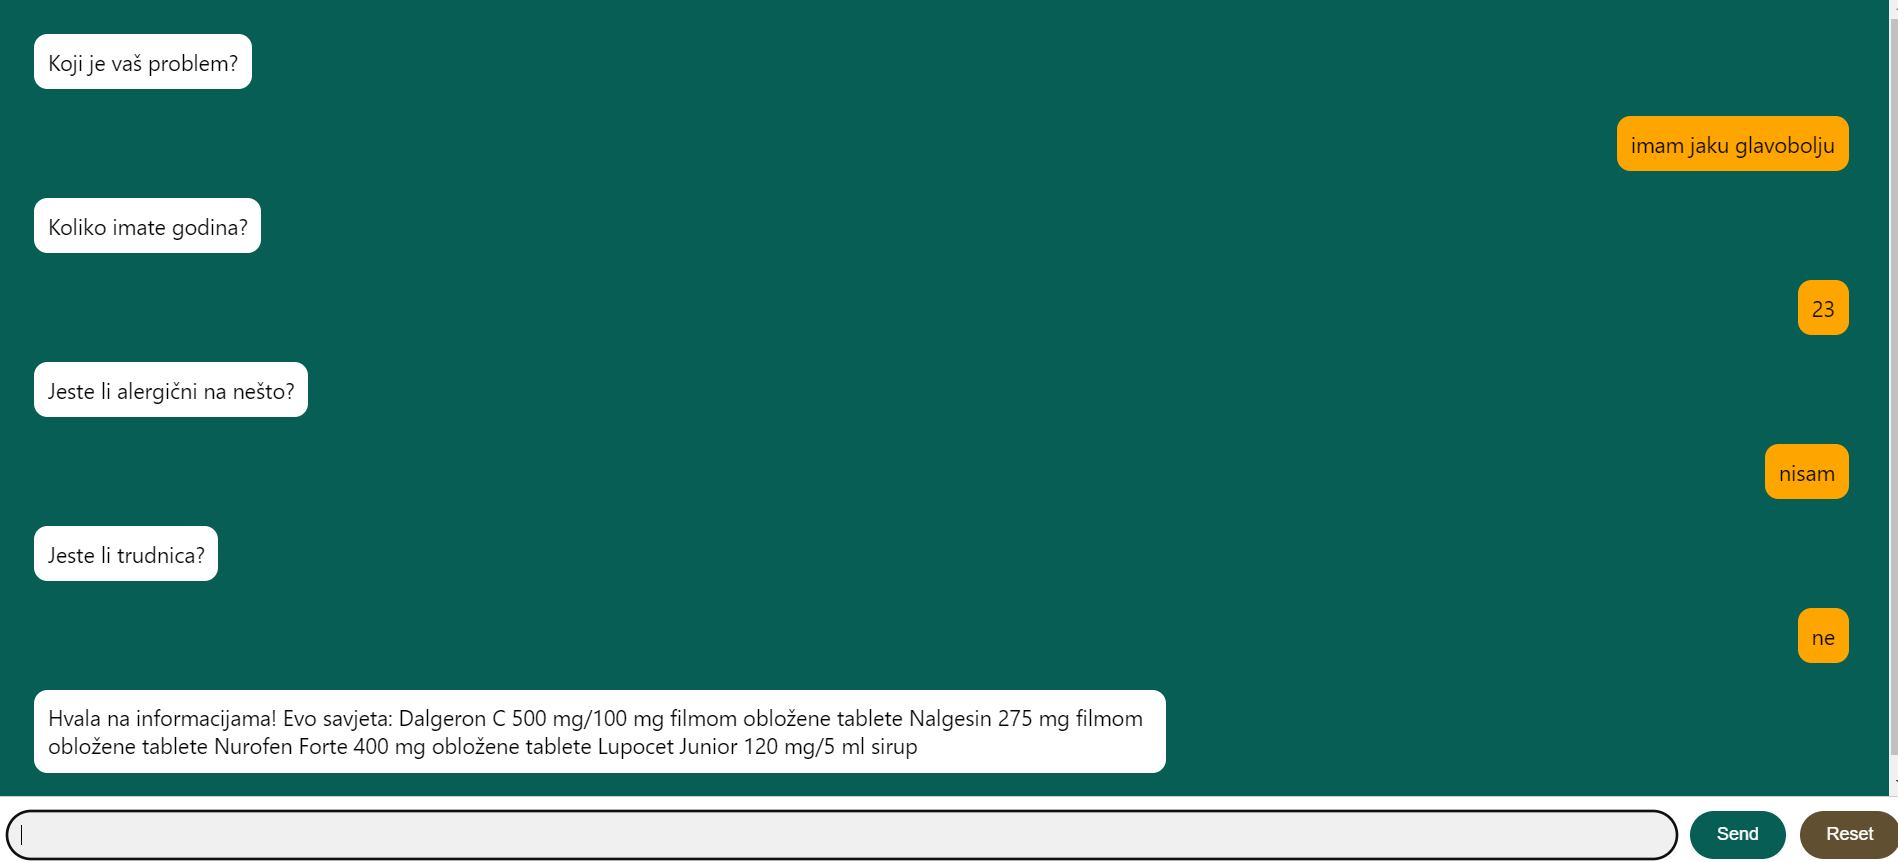 Koji je vaš problem?
imam jaku glavobolju
Koliko imate godina?
23
Jeste li alergični na nešto?
nisam
Jeste li trudnica?
ne
Hvala na informacijama! Evo savjeta: Dalgeron C 500 mg/100 mg filmom obložene tablete Nalgesin 275 mg filmom
obložene tablete Nurofen Forte 400 mg obložene tablete Lupocet Junior 120 mg/5 ml sirup
Send
Reset